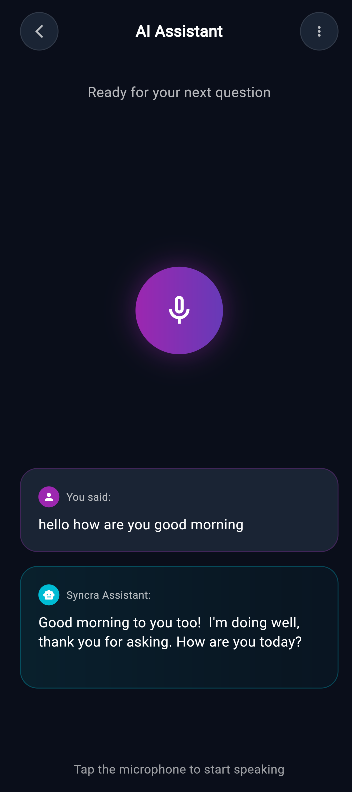 AI Assistant
Ready for your next question
You said:
hello how are you good morning
Syncra Assistant:
Good morning to you too!  I'm doing well,
thank you for asking. How are you today?
Tap the microphone to start speaking